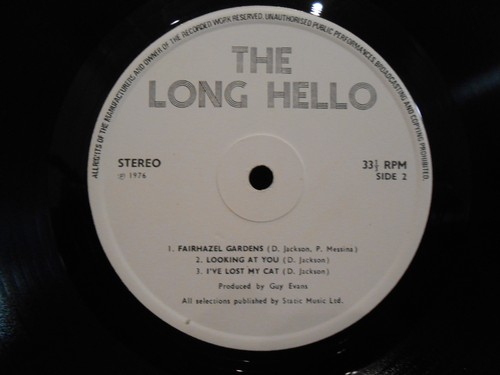 ALL RIGHTS OF THE MANUFACTURERS AND OWNER OF THE RECORDED WORK RESERVED. UNAUTHORISED PUBLIC PERFORMANCES, BROADCASTING AND COPYING PROHIBITED.
THE
LONG HELLO
STEREO
℗ 1976
33⅓ RPM
SIDE 2
1. FAIRHAZEL GARDENS (D. Jackson, P. Messina)
2. LOOKING AT YOU (D. Jackson)
3. I'VE LOST MY CAT (D. Jackson)
Produced by Guy Evans
All selections published by Static Music Ltd.